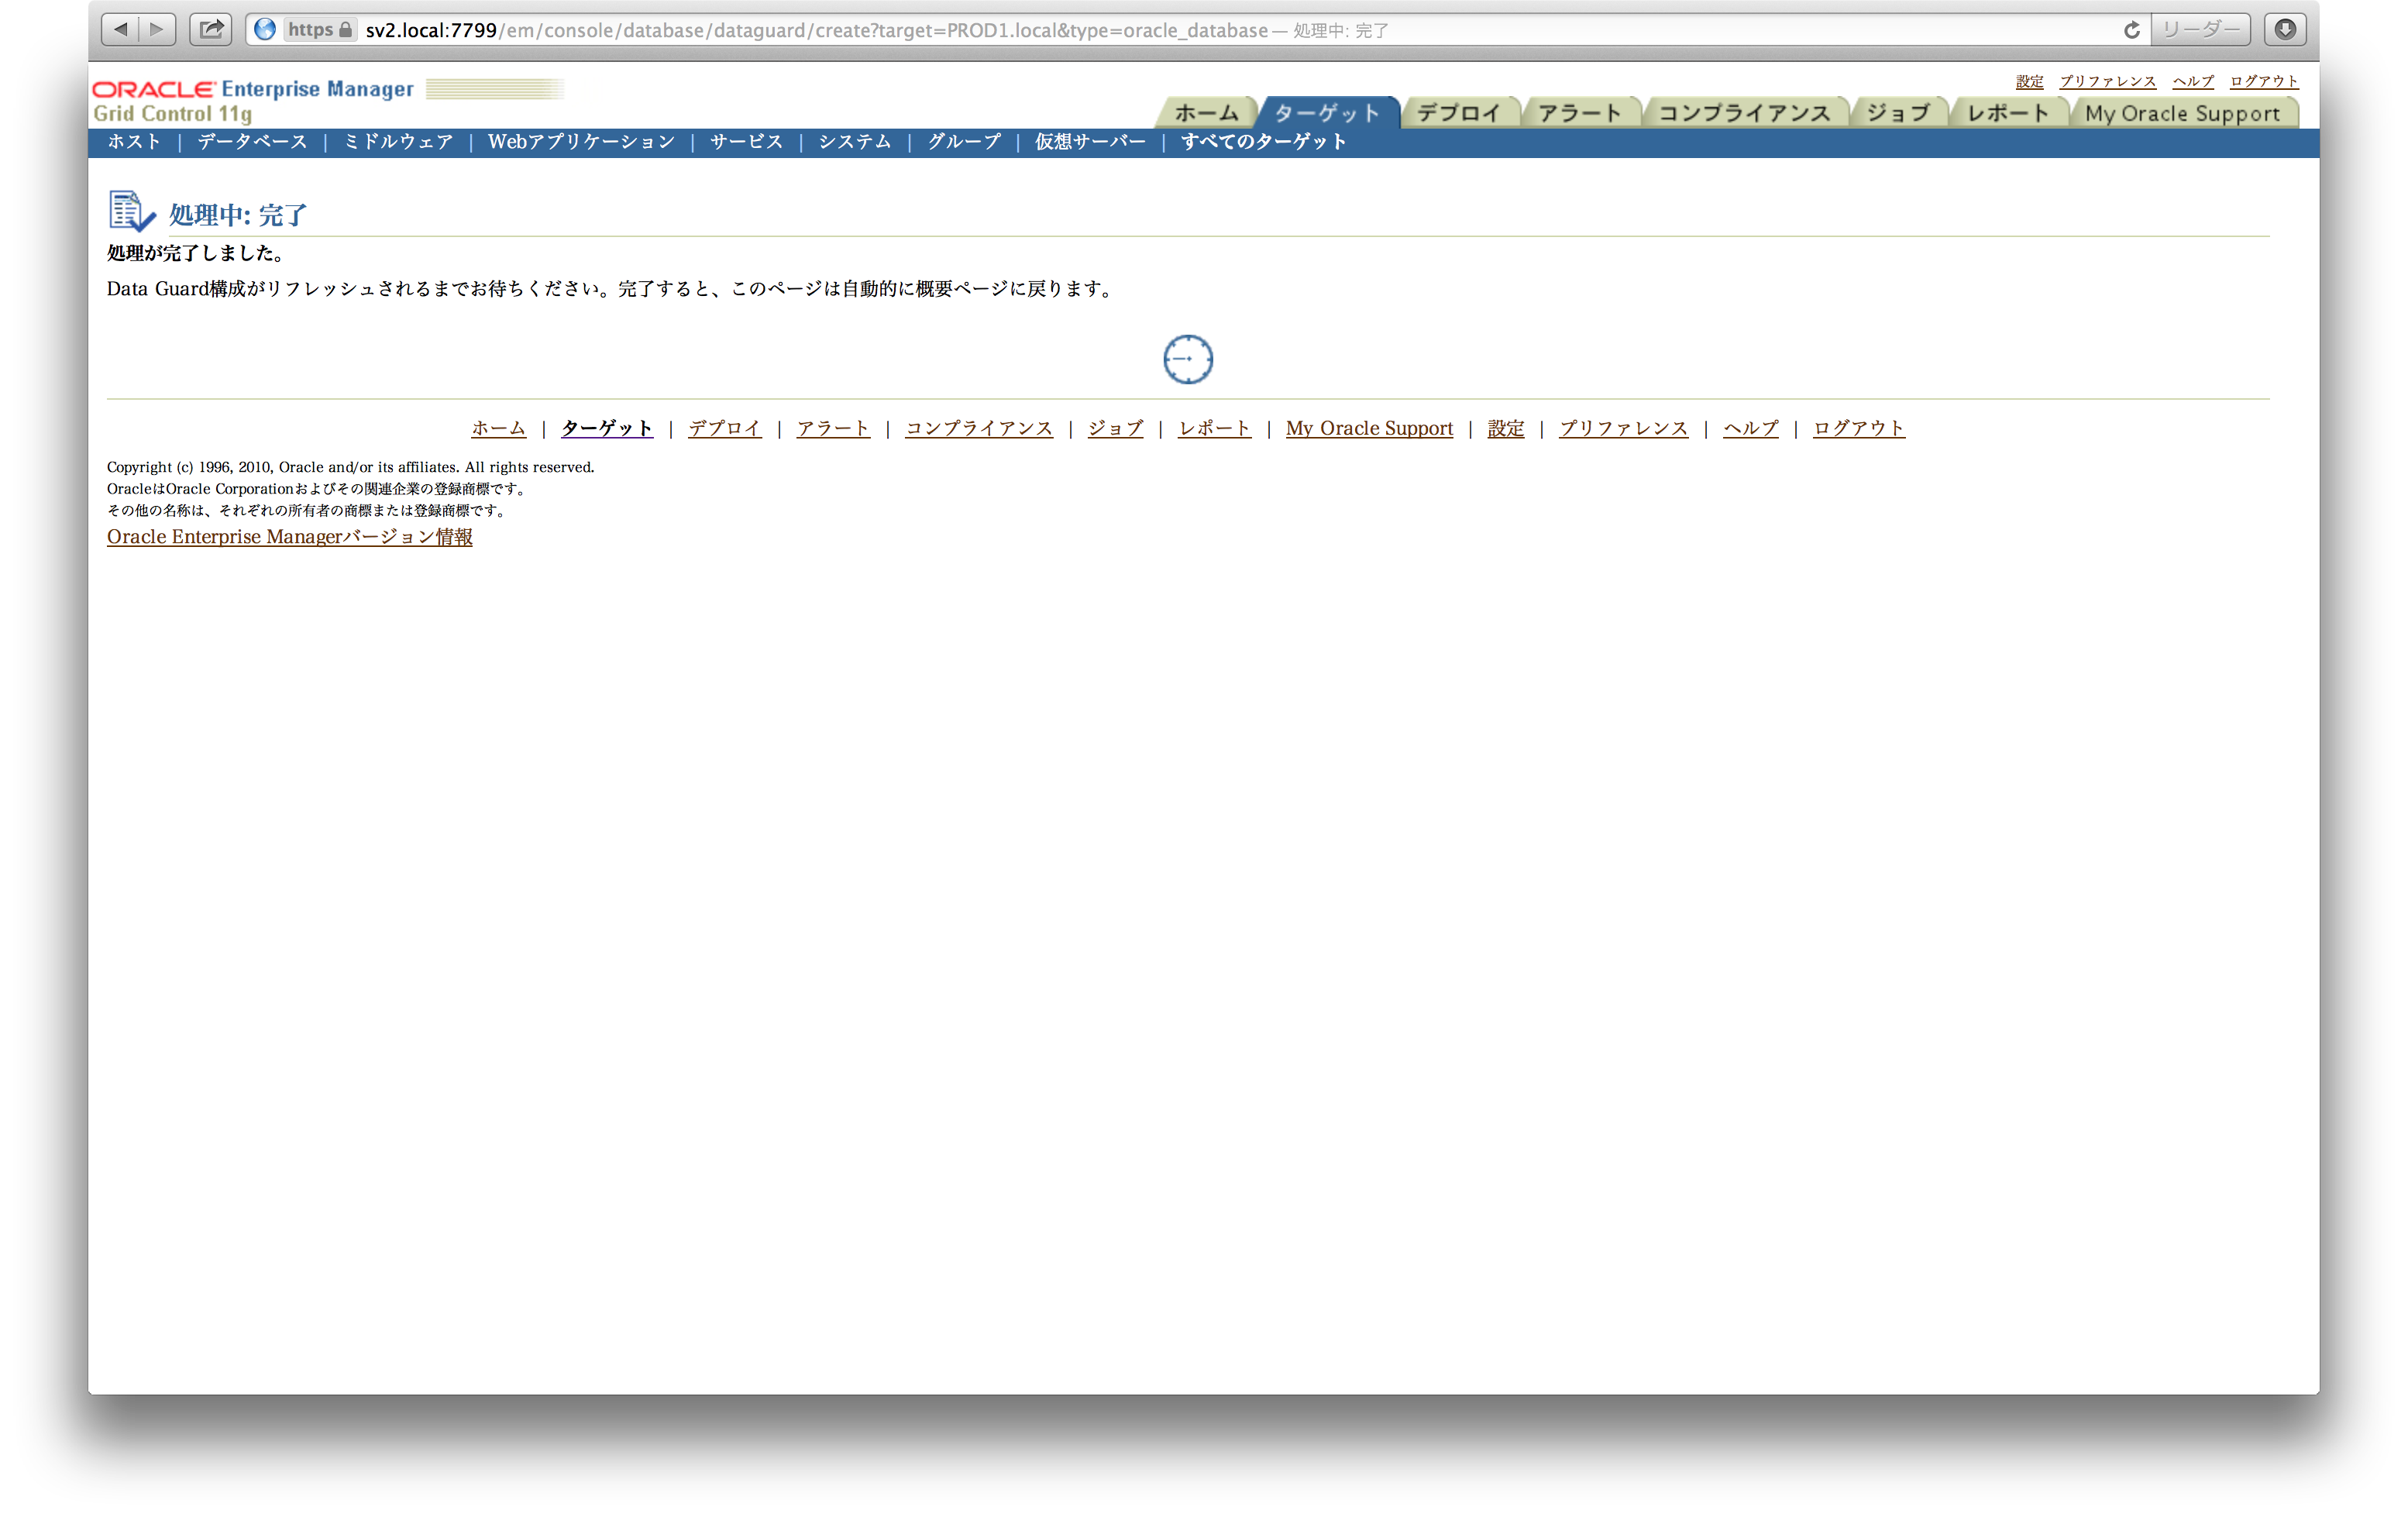 https sv2.local:7799/em/console/database/dataguard/create?target=PROD1.local&type=oracle_database — 処理中: 完了 リーダー
設定 プリファレンス ヘルプ ログアウト
ORACLE Enterprise Manager
Grid Control 11g
ホーム ターゲット デプロイ アラート コンプライアンス ジョブ レポート My Oracle Support
ホスト | データベース | ミドルウェア | Webアプリケーション | サービス | システム | グループ | 仮想サーバー | すべてのターゲット
処理中: 完了
処理が完了しました。
Data Guard構成がリフレッシュされるまでお待ちください。完了すると、このページは自動的に概要ページに戻ります。
ホーム | ターゲット | デプロイ | アラート | コンプライアンス | ジョブ | レポート | My Oracle Support | 設定 | プリファレンス | ヘルプ | ログアウト
Copyright (c) 1996, 2010, Oracle and/or its affiliates. All rights reserved.
OracleはOracle Corporationおよびその関連企業の登録商標です。
その他の名称は、それぞれの所有者の商標または登録商標です。
Oracle Enterprise Managerバージョン情報